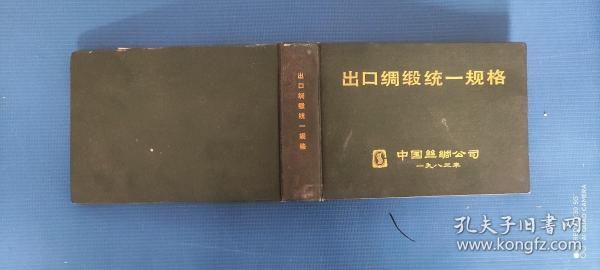 出口绸缎统一规格
出口绸缎统一规格
中国丝绸公司
一九八三年
孔夫子旧书网
www.kongfz.com